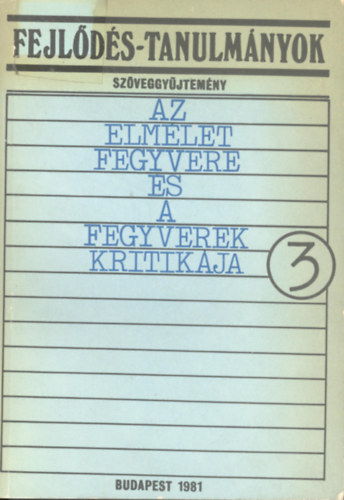 FEJLŐDÉS-TANULMÁNYOK
SZÖVEGGYŰJTEMÉNY
AZ
ELMÉLET
FEGYVERE
ÉS
A
FEGYVEREK
KRITIKÁJA
3
BUDAPEST 1981